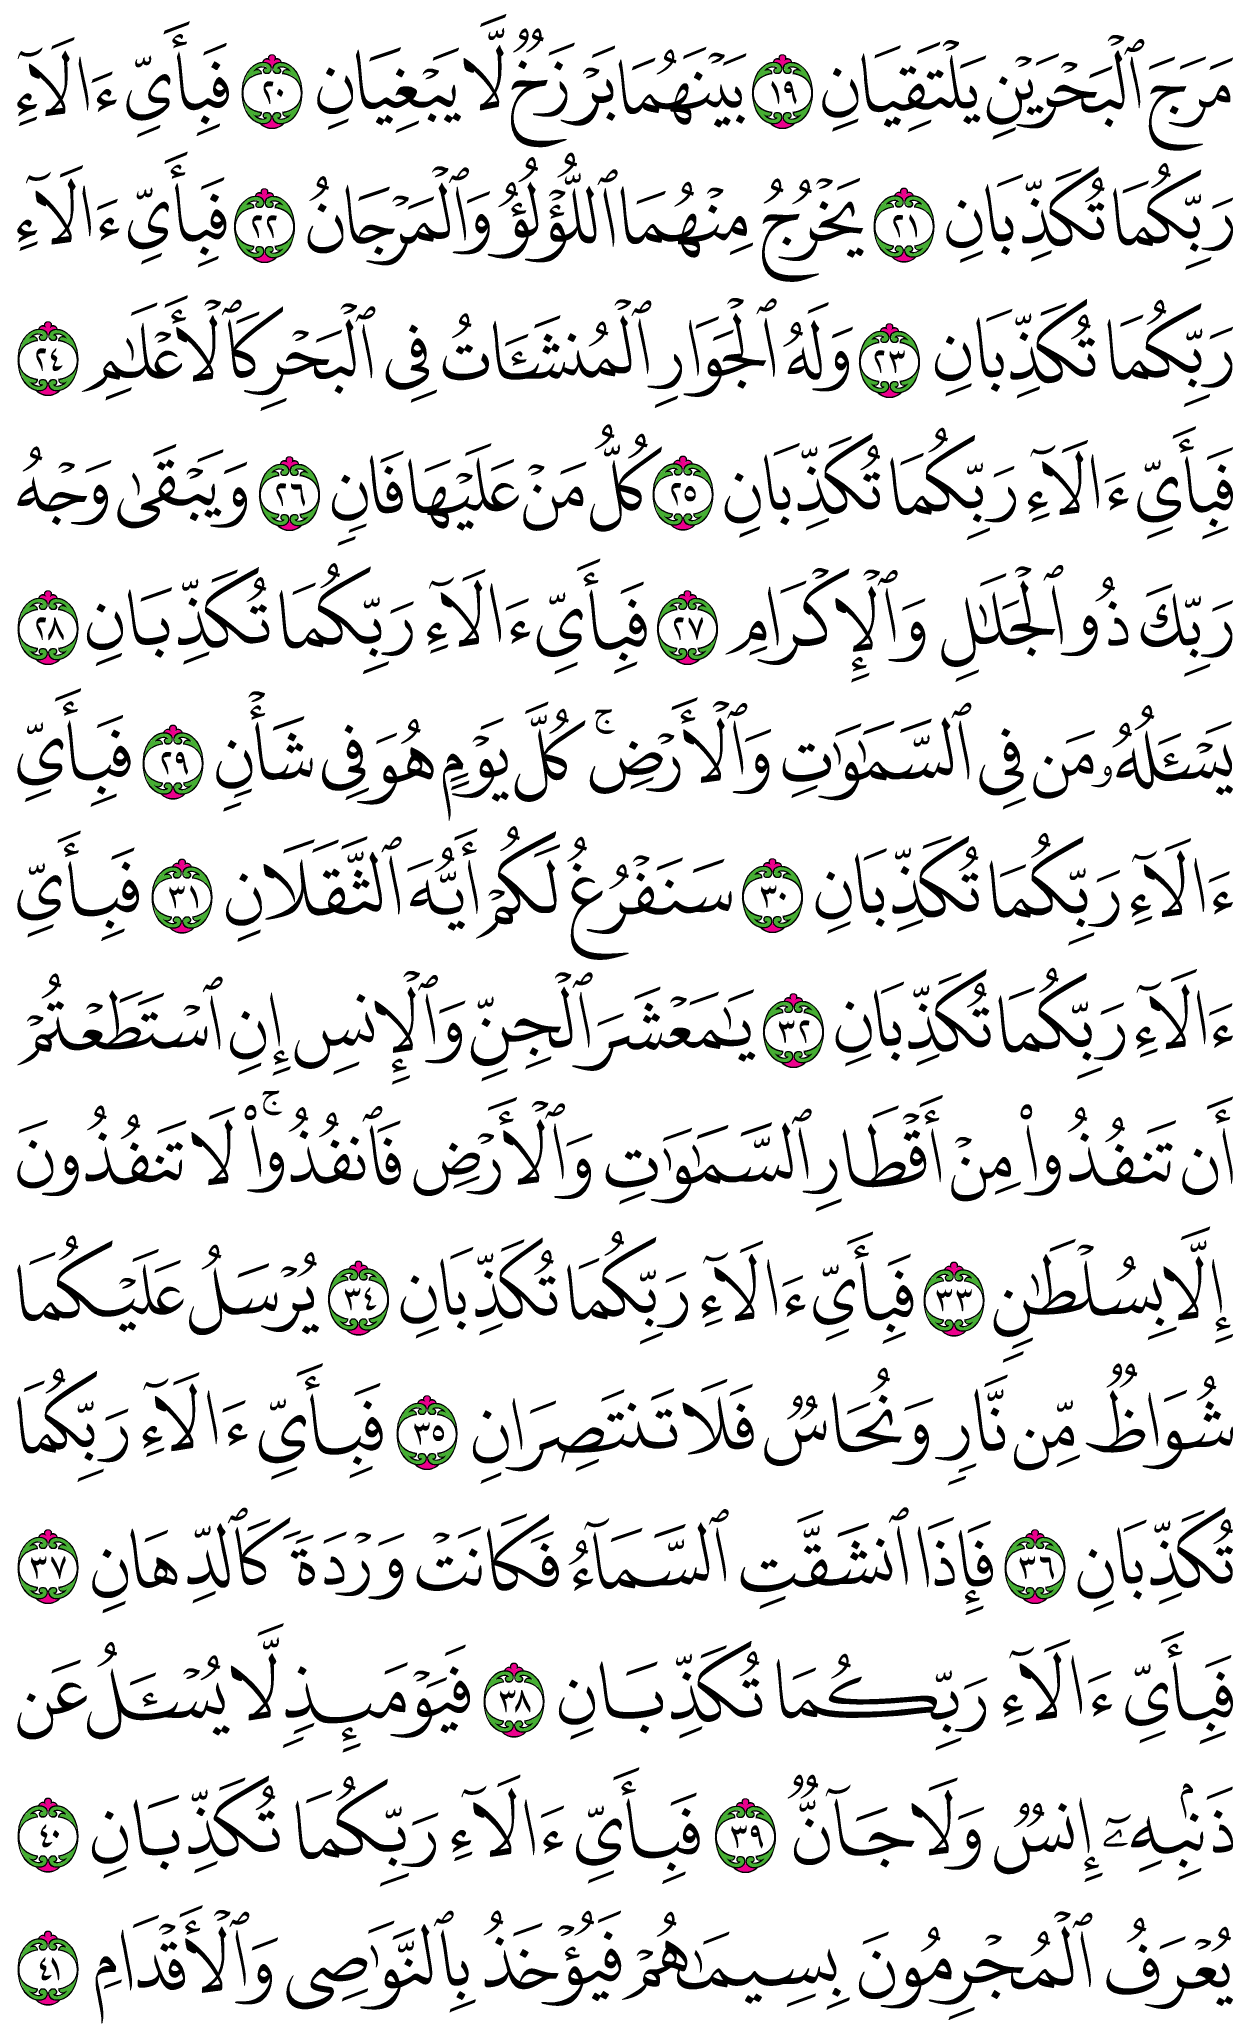 مَرَجَ ٱلْبَحْرَيْنِ يَلْتَقِيَانِ ١٩ بَيْنَهُمَا بَرْزَخٌ لَّا يَبْغِيَانِ ٢٠ فَبِأَىِّ ءَالَآءِ
رَبِّكُمَا تُكَذِّبَانِ ٢١ يَخْرُجُ مِنْهُمَا ٱللُّؤْلُؤُ وَٱلْمَرْجَانُ ٢٢ فَبِأَىِّ ءَالَآءِ
رَبِّكُمَا تُكَذِّبَانِ ٢٣ وَلَهُ ٱلْجَوَارِ ٱلْمُنشَـَٔاتُ فِى ٱلْبَحْرِ كَٱلْأَعْلَـٰمِ ٢٤
فَبِأَىِّ ءَالَآءِ رَبِّكُمَا تُكَذِّبَانِ ٢٥ كُلُّ مَنْ عَلَيْهَا فَانٍ ٢٦ وَيَبْقَىٰ وَجْهُ
رَبِّكَ ذُو ٱلْجَلَـٰلِ وَٱلْإِكْرَامِ ٢٧ فَبِأَىِّ ءَالَآءِ رَبِّكُمَا تُكَذِّبَانِ ٢٨
يَسْـَٔلُهُۥ مَن فِى ٱلسَّمَـٰوَٰتِ وَٱلْأَرْضِ ۚ كُلَّ يَوْمٍ هُوَ فِى شَأْنٍ ٢٩ فَبِأَىِّ
ءَالَآءِ رَبِّكُمَا تُكَذِّبَانِ ٣٠ سَنَفْرُغُ لَكُمْ أَيُّهَ ٱلثَّقَلَانِ ٣١ فَبِأَىِّ
ءَالَآءِ رَبِّكُمَا تُكَذِّبَانِ ٣٢ يَـٰمَعْشَرَ ٱلْجِنِّ وَٱلْإِنسِ إِنِ ٱسْتَطَعْتُمْ
أَن تَنفُذُوا۟ مِنْ أَقْطَارِ ٱلسَّمَـٰوَٰتِ وَٱلْأَرْضِ فَٱنفُذُوا۟ ۚ لَا تَنفُذُونَ
إِلَّا بِسُلْطَـٰنٍ ٣٣ فَبِأَىِّ ءَالَآءِ رَبِّكُمَا تُكَذِّبَانِ ٣٤ يُرْسَلُ عَلَيْكُمَا
شُوَاظٌ مِّن نَّارٍ وَنُحَاسٌ فَلَا تَنتَصِرَانِ ٣٥ فَبِأَىِّ ءَالَآءِ رَبِّكُمَا
تُكَذِّبَانِ ٣٦ فَإِذَا ٱنشَقَّتِ ٱلسَّمَآءُ فَكَانَتْ وَرْدَةً كَٱلدِّهَانِ ٣٧
فَبِأَىِّ ءَالَآءِ رَبِّكُمَا تُكَذِّبَانِ ٣٨ فَيَوْمَئِذٍ لَّا يُسْـَٔلُ عَن
ذَنۢبِهِۦٓ إِنسٌ وَلَا جَآنٌّ ٣٩ فَبِأَىِّ ءَالَآءِ رَبِّكُمَا تُكَذِّبَانِ ٤٠
يُعْرَفُ ٱلْمُجْرِمُونَ بِسِيمَـٰهُمْ فَيُؤْخَذُ بِٱلنَّوَٰصِى وَٱلْأَقْدَامِ ٤١